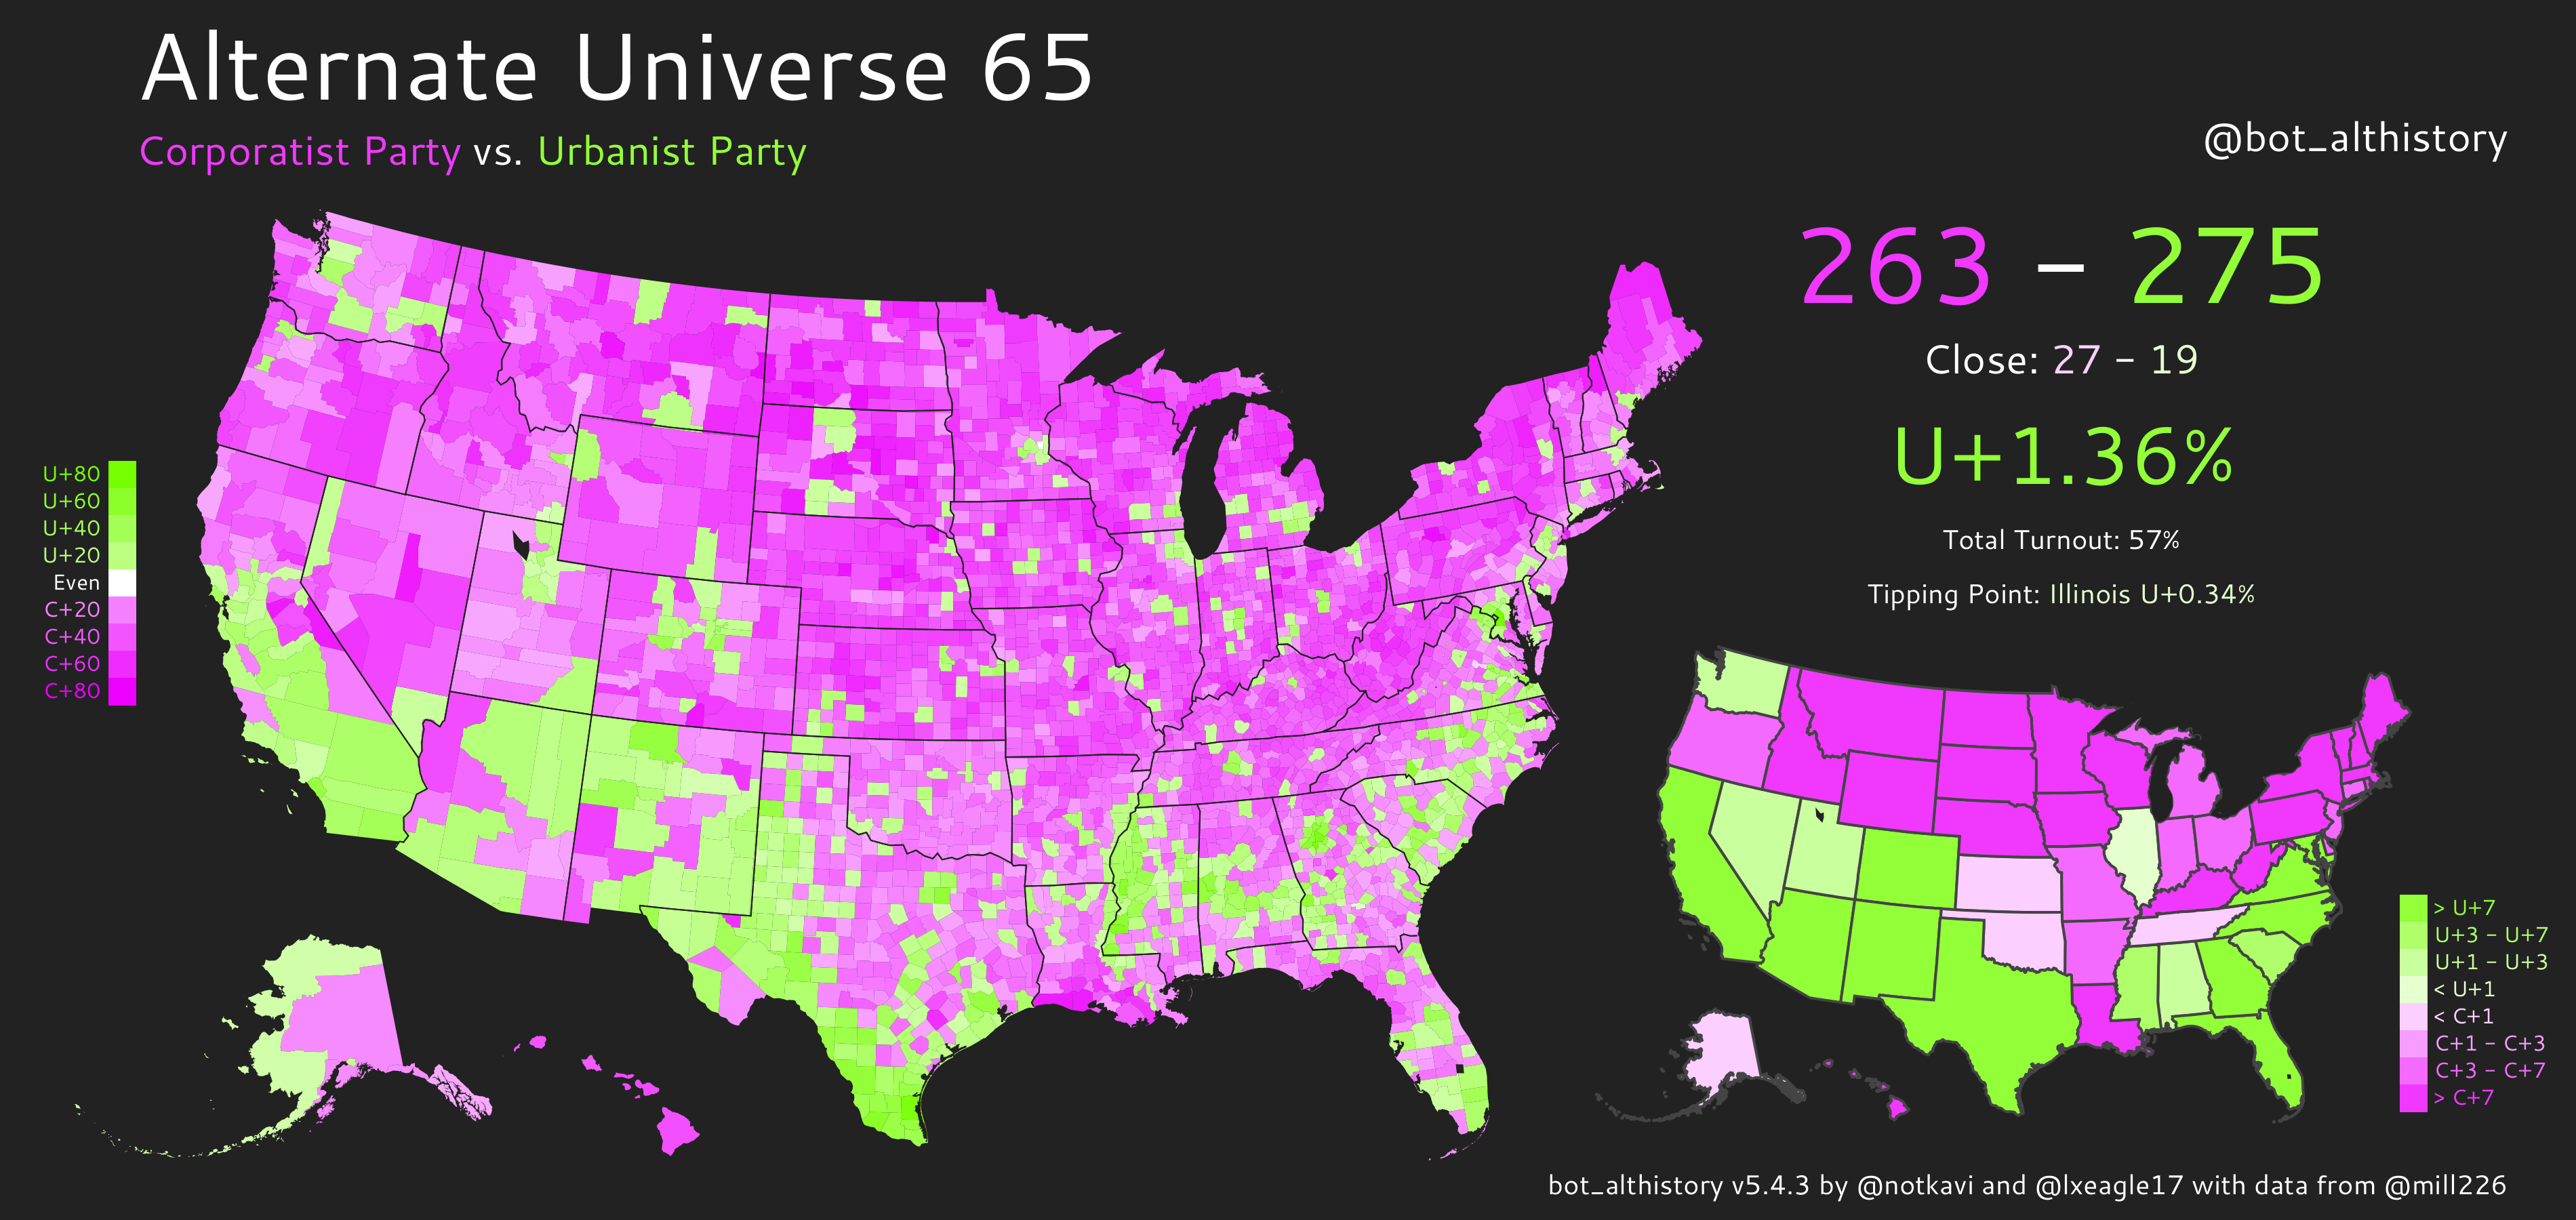 Alternate Universe 65
Corporatist Party vs. Urbanist Party
@bot_althistory
263 – 275
Close: 27 – 19
U+1.36%
Total Turnout: 57%
Tipping Point: Illinois U+0.34%
U+80
U+60
U+40
U+20
Even
C+20
C+40
C+60
C+80
> U+7
U+3 – U+7
U+1 – U+3
< U+1
< C+1
C+1 – C+3
C+3 – C+7
> C+7
bot_althistory v5.4.3 by @notkavi and @lxeagle17 with data from @mill226